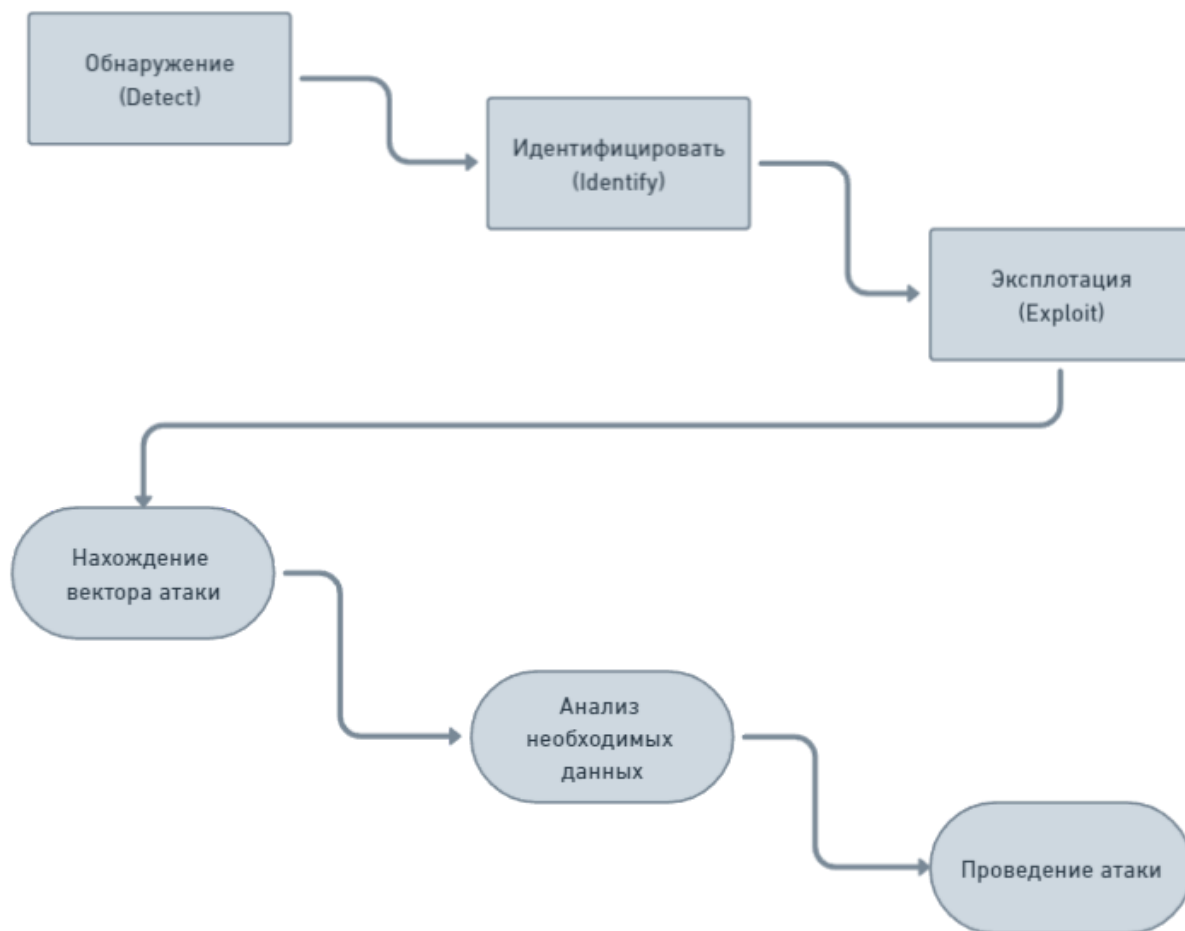 Обнаружение
(Detect)
Идентифицировать
(Identify)
Эксплотация
(Exploit)
Нахождение
вектора атаки
Анализ
необходимых
данных
Проведение атаки